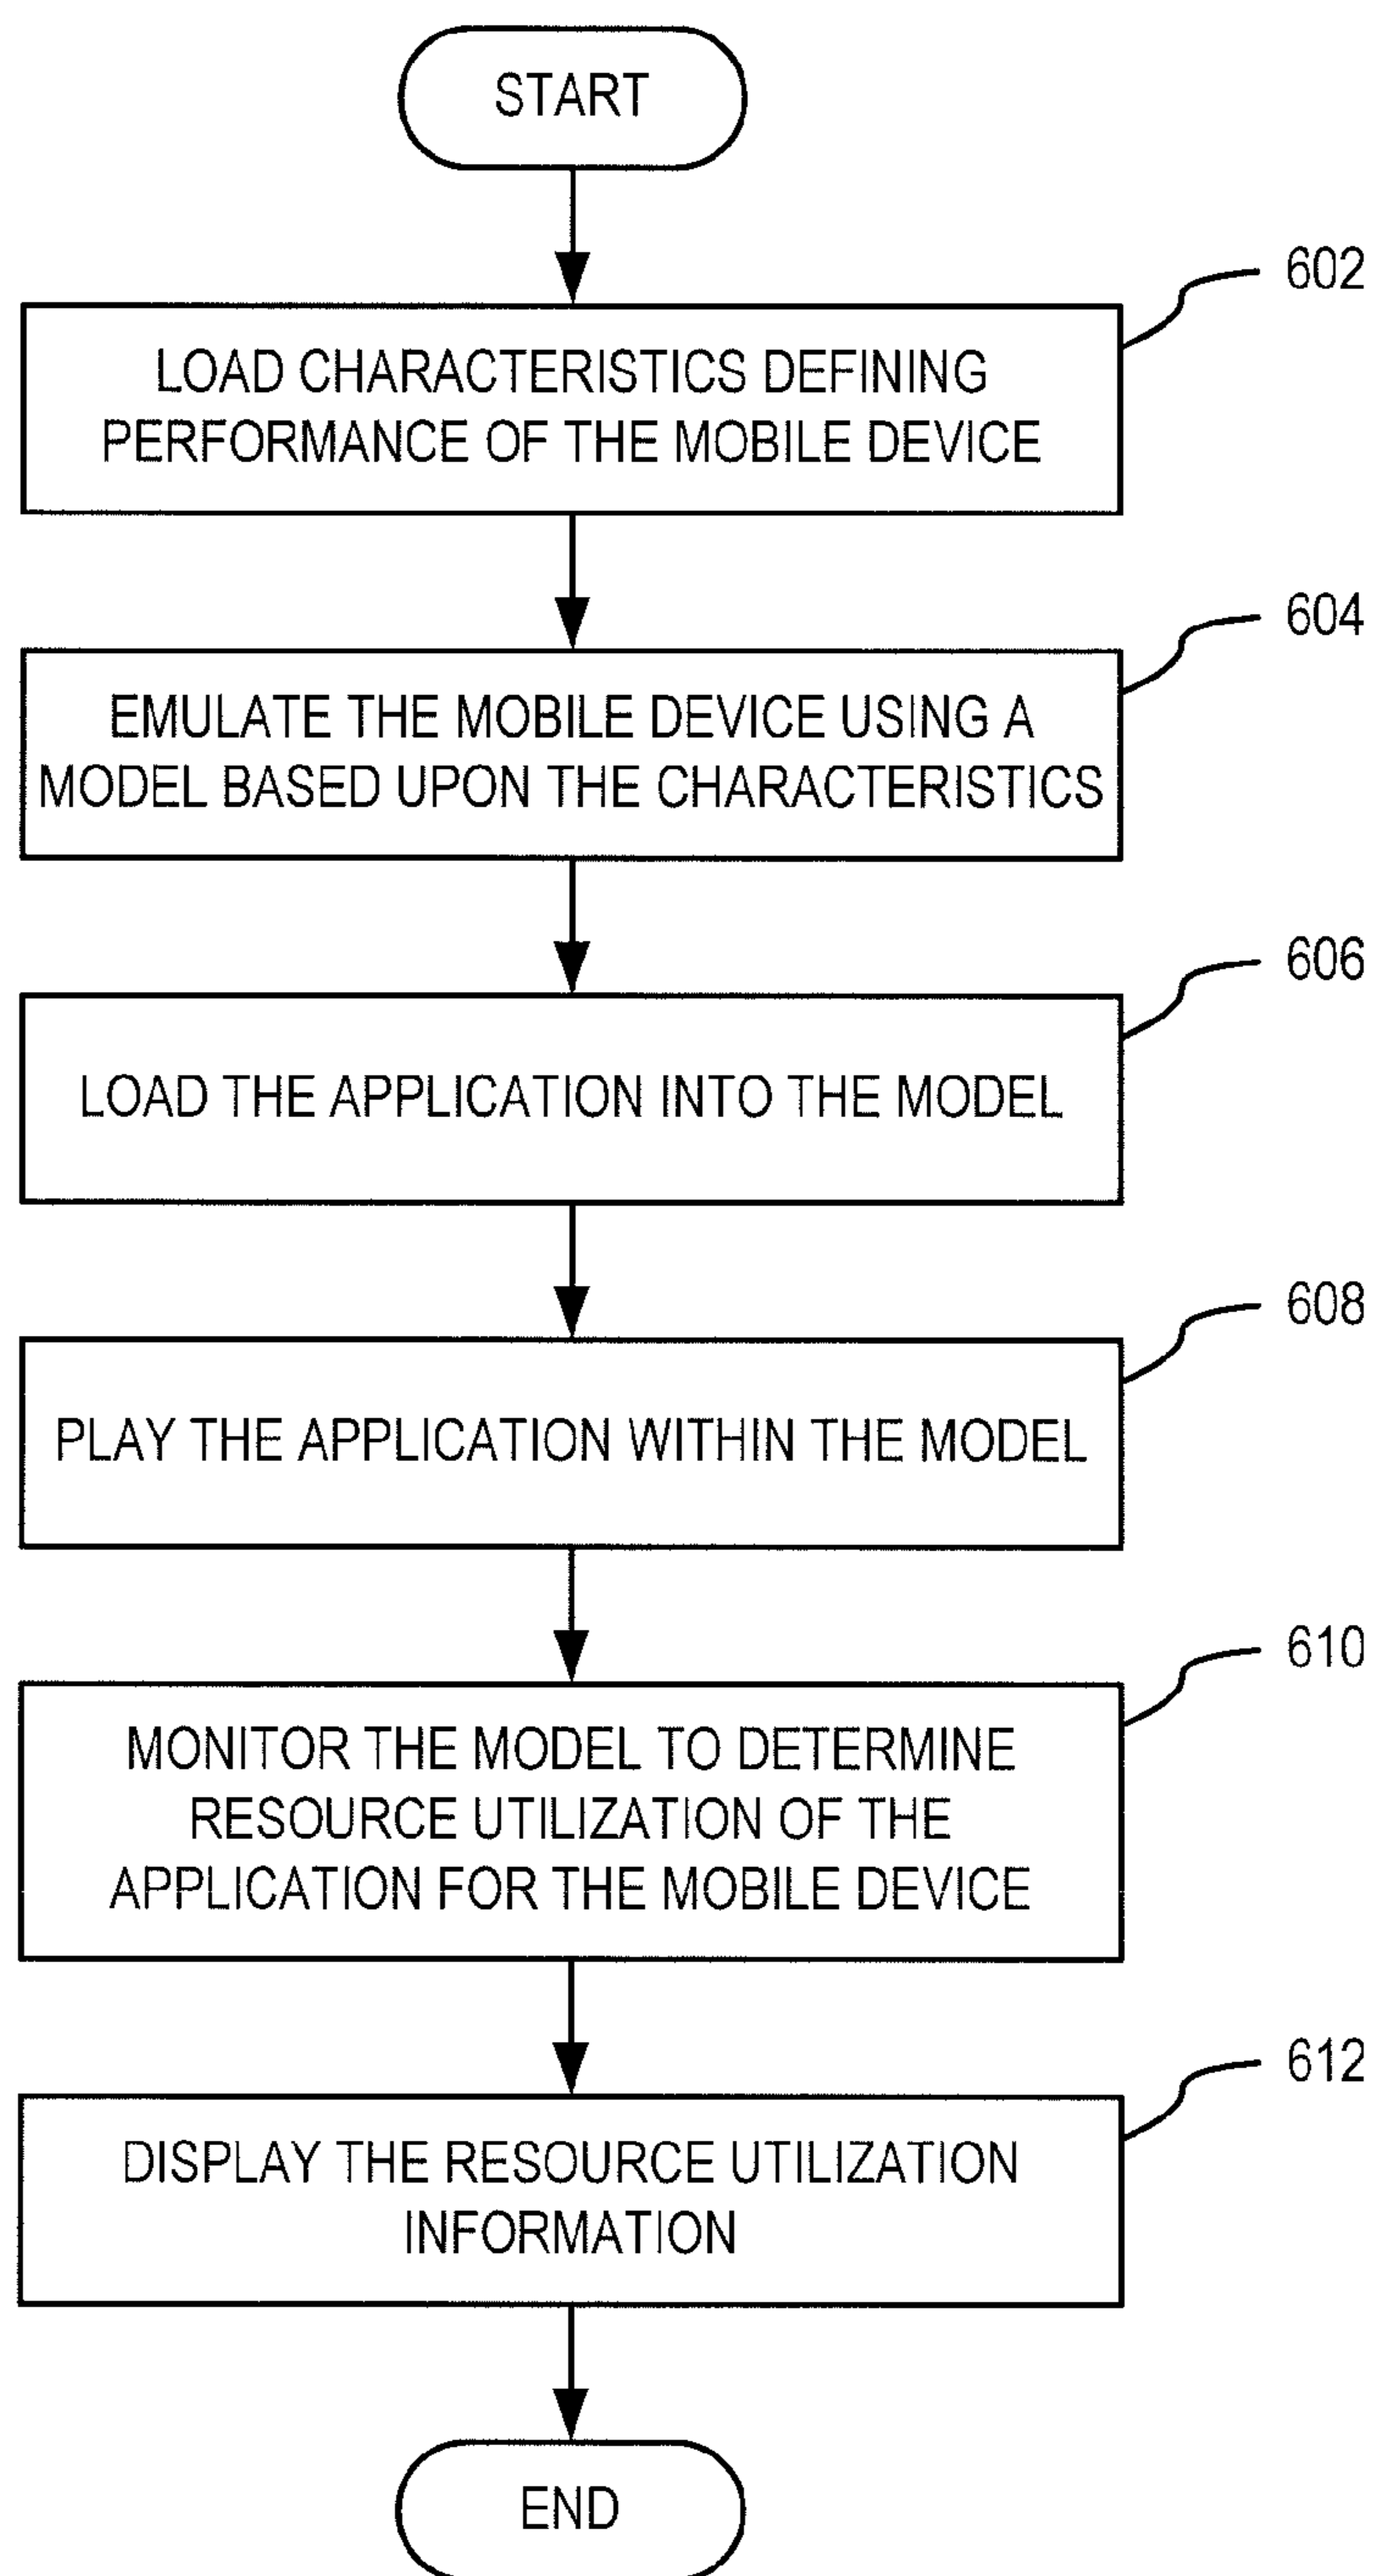 START
602
LOAD CHARACTERISTICS DEFINING
PERFORMANCE OF THE MOBILE DEVICE
604
EMULATE THE MOBILE DEVICE USING A
MODEL BASED UPON THE CHARACTERISTICS
606
LOAD THE APPLICATION INTO THE MODEL
608
PLAY THE APPLICATION WITHIN THE MODEL
610
MONITOR THE MODEL TO DETERMINE
RESOURCE UTILIZATION OF THE
APPLICATION FOR THE MOBILE DEVICE
612
DISPLAY THE RESOURCE UTILIZATION
INFORMATION
END